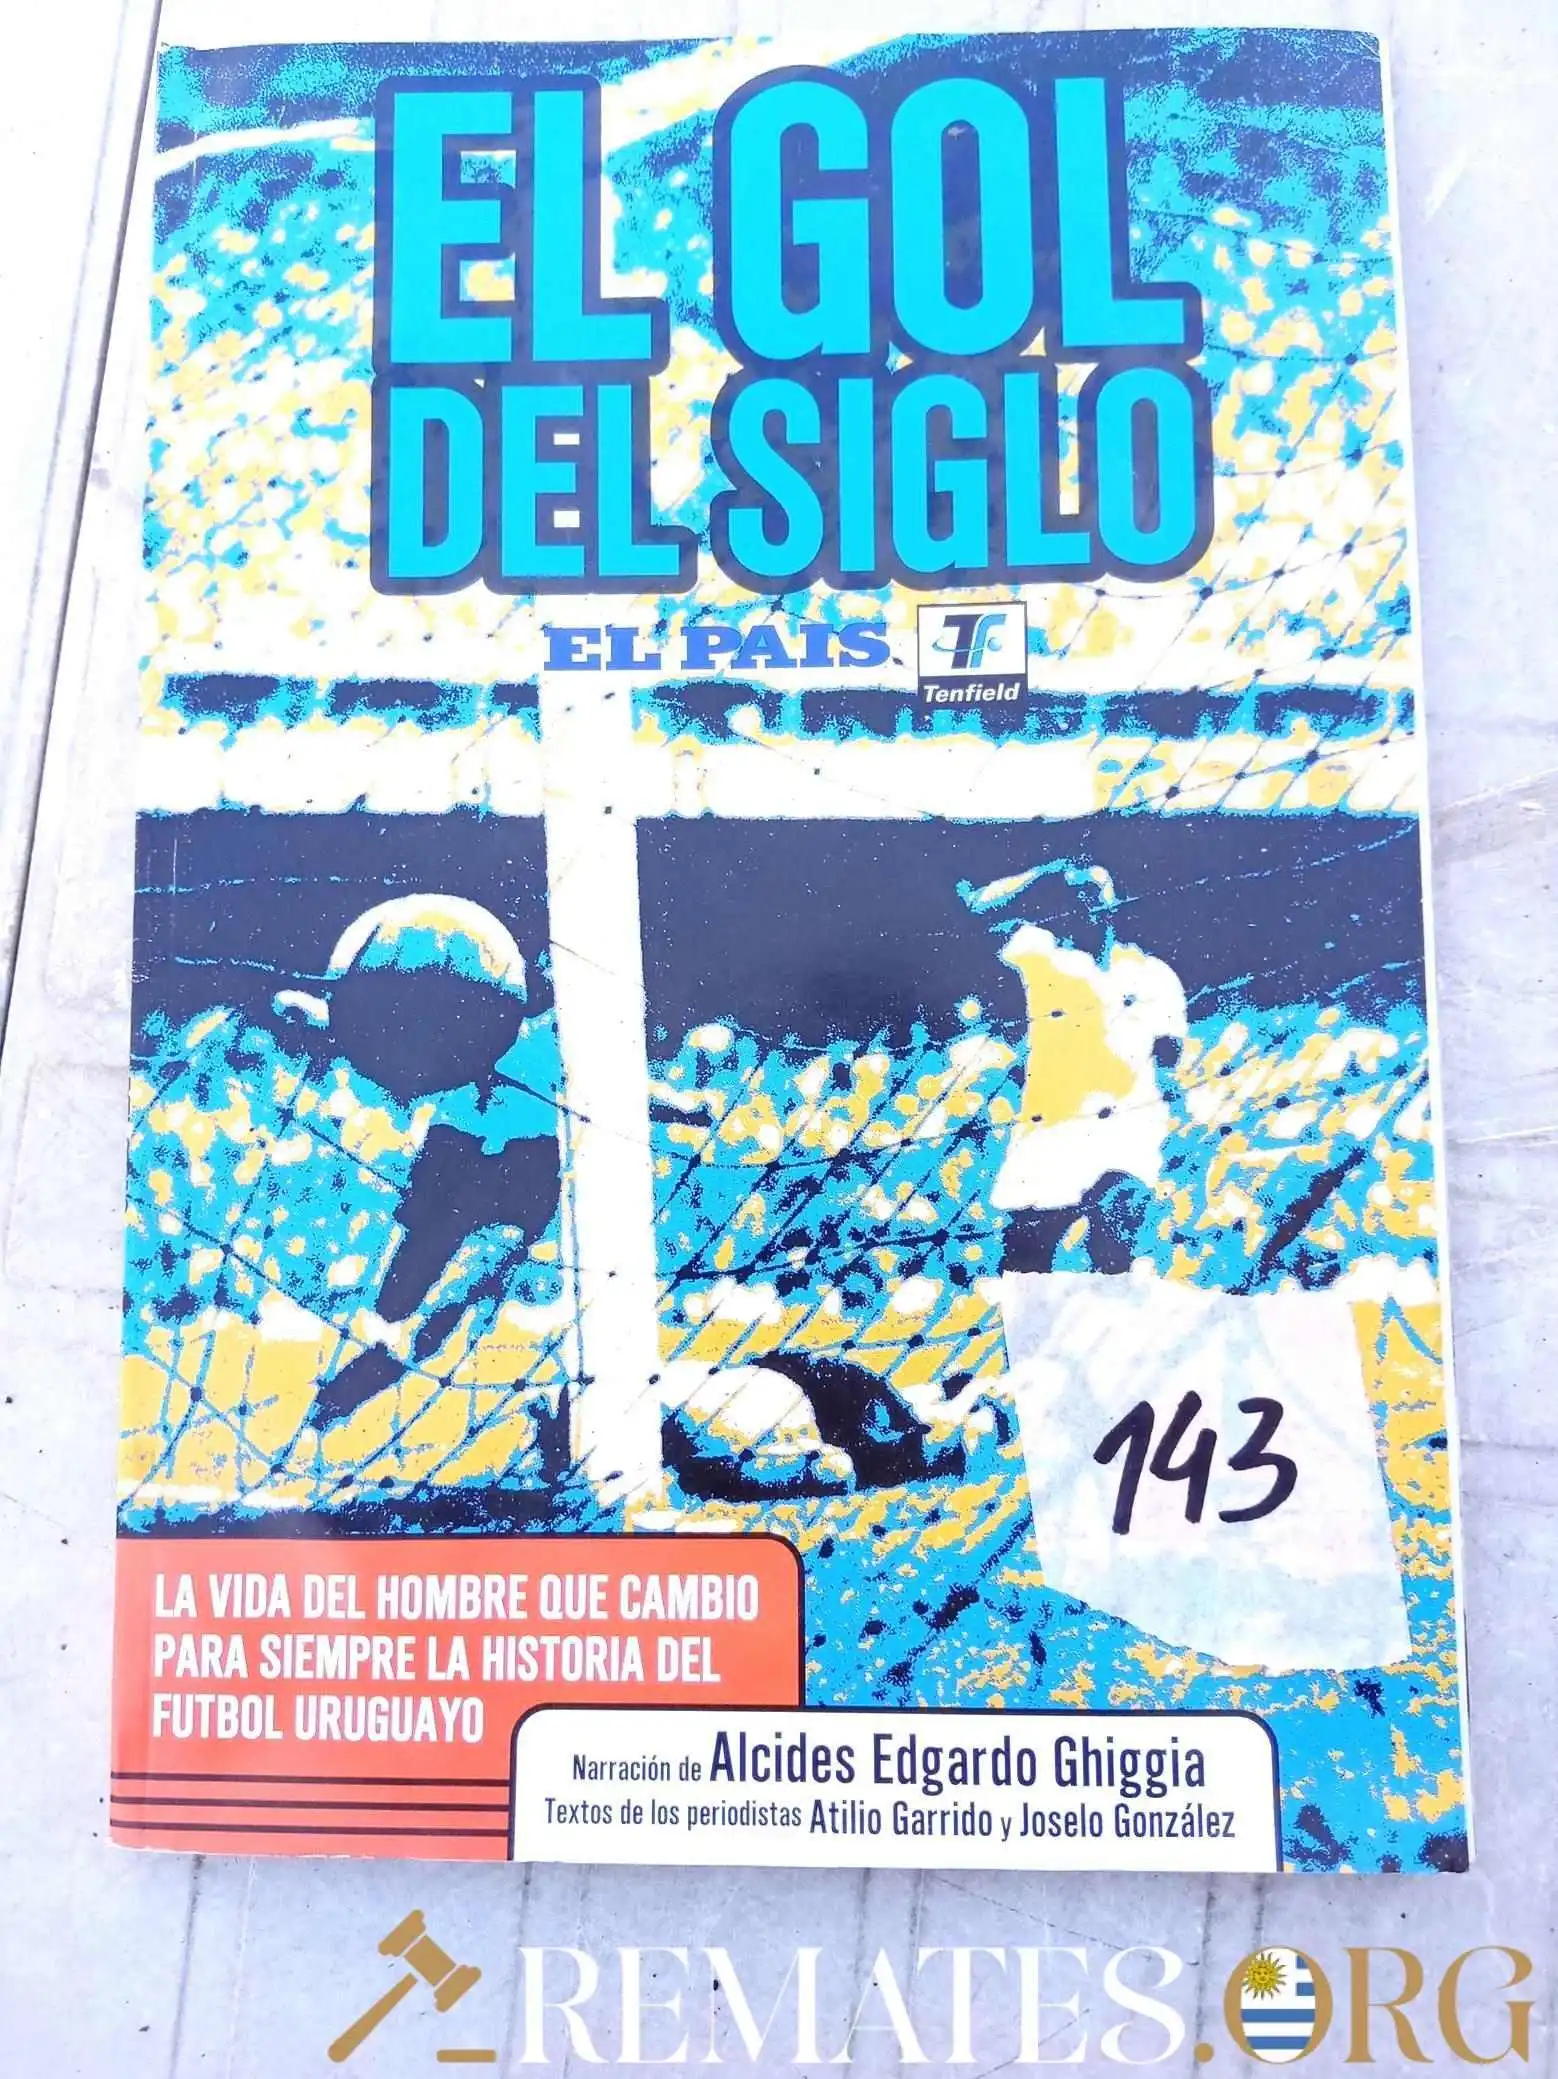 EL GOL
DEL SIGLO
EL PAIS
TF
Tenfield
143
LA VIDA DEL HOMBRE QUE CAMBIO
PARA SIEMPRE LA HISTORIA DEL
FUTBOL URUGUAYO
Narración de Alcides Edgardo Ghiggia
Textos de los periodistas Atilio Garrido y Joselo González
REMATES.ORG